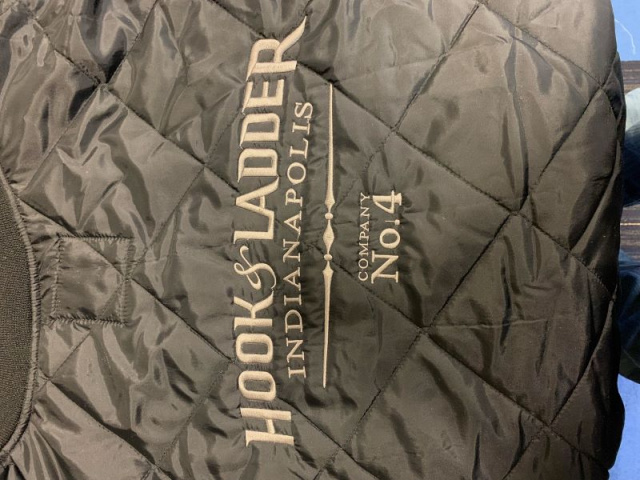 HOOK & LADDER
INDIANAPOLIS
COMPANY
No. 4